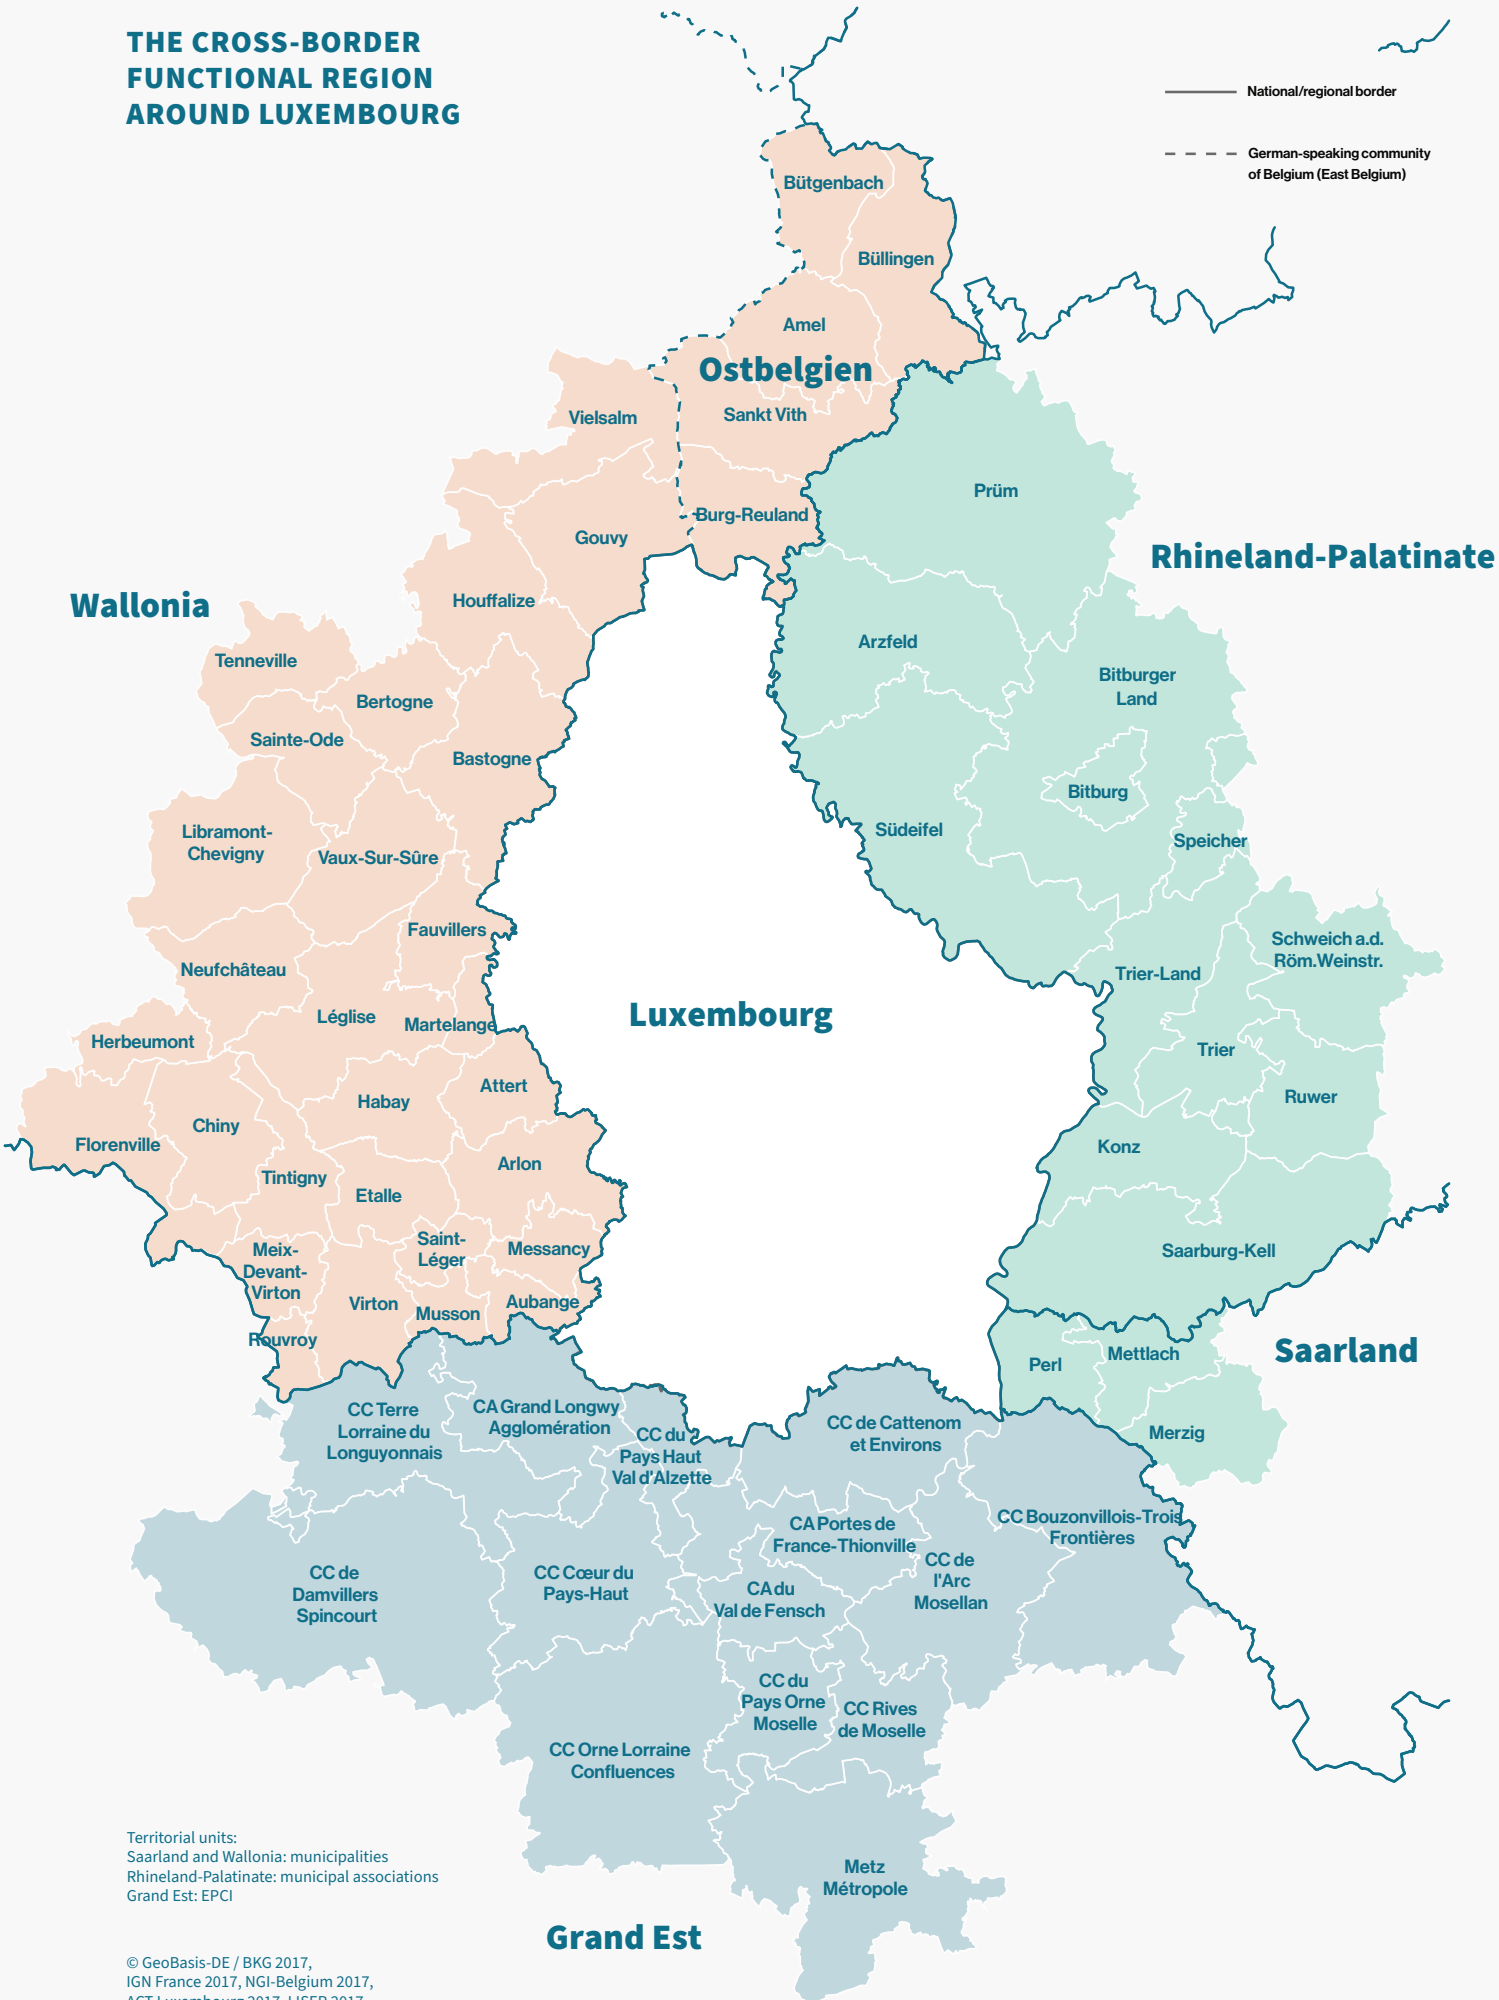 THE CROSS-BORDER
FUNCTIONAL REGION
AROUND LUXEMBOURG
National/regional border
German-speaking community
of Belgium (East Belgium)
Bütgenbach
Büllingen
Amel
Ostbelgien
Sankt Vith
Vielsalm
Burg-Reuland
Gouvy
Prüm
Rhineland-Palatinate
Wallonia
Houffalize
Arzfeld
Tenneville
Bertogne
Bitburger
Land
Sainte-Ode
Bastogne
Bitburg
Libramont-
Chevigny
Vaux-Sur-Sûre
Südeifel
Speicher
Fauvillers
Schweich a.d.
Röm.Weinstr.
Neufchâteau
Trier-Land
Léglise
Martelange
Luxembourg
Herbeumont
Trier
Attert
Habay
Ruwer
Chiny
Florenville
Konz
Arlon
Tintigny
Etalle
Saint-
Léger
Messancy
Meix-
Devant-
Virton
Saarburg-Kell
Virton
Musson
Aubange
Rouvroy
Saarland
Perl
Mettlach
Merzig
CC Terre
Lorraine du
Longuyonnais
CA Grand Longwy
Agglomération
CC du
Pays Haut
Val d'Alzette
CC de Cattenom
et Environs
CC Bouzonvillois-Trois
Frontières
CA Portes de
France-Thionville
CC de
l'Arc
Mosellan
CC de
Damvillers
Spincourt
CC Cœur du
Pays-Haut
CA du
Val de Fensch
CC du
Pays Orne
Moselle
CC Rives
de Moselle
CC Orne Lorraine
Confluences
Metz
Métropole
Grand Est
Territorial units:
Saarland and Wallonia: municipalities
Rhineland-Palatinate: municipal associations
Grand Est: EPCI
© GeoBasis-DE / BKG 2017,
IGN France 2017, NGI-Belgium 2017,
ACT Luxembourg 2017, LISER 2017